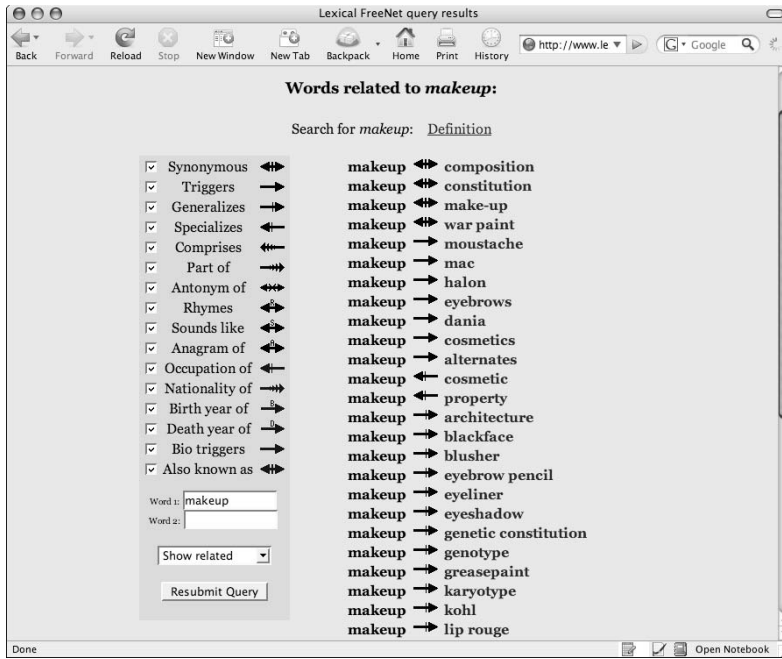 Lexical FreeNet query results
Back Forward Reload Stop New Window New Tab Backpack Home Print History http://www.le G Google
Words related to makeup:
Search for makeup: Definition
Synonymous
Triggers
Generalizes
Specializes
Comprises
Part of
Antonym of
Rhymes
Sounds like
Anagram of
Occupation of
Nationality of
Birth year of
Death year of
Bio triggers
Also known as
Word 1: makeup
Word 2:
Show related
Resubmit Query
makeup composition
makeup constitution
makeup make-up
makeup war paint
makeup moustache
makeup mac
makeup halon
makeup eyebrows
makeup dania
makeup cosmetics
makeup alternates
makeup cosmetic
makeup property
makeup architecture
makeup blackface
makeup blusher
makeup eyebrow pencil
makeup eyeliner
makeup eyeshadow
makeup genetic constitution
makeup genotype
makeup greasepaint
makeup karyotype
makeup kohl
makeup lip rouge
Done Open Notebook